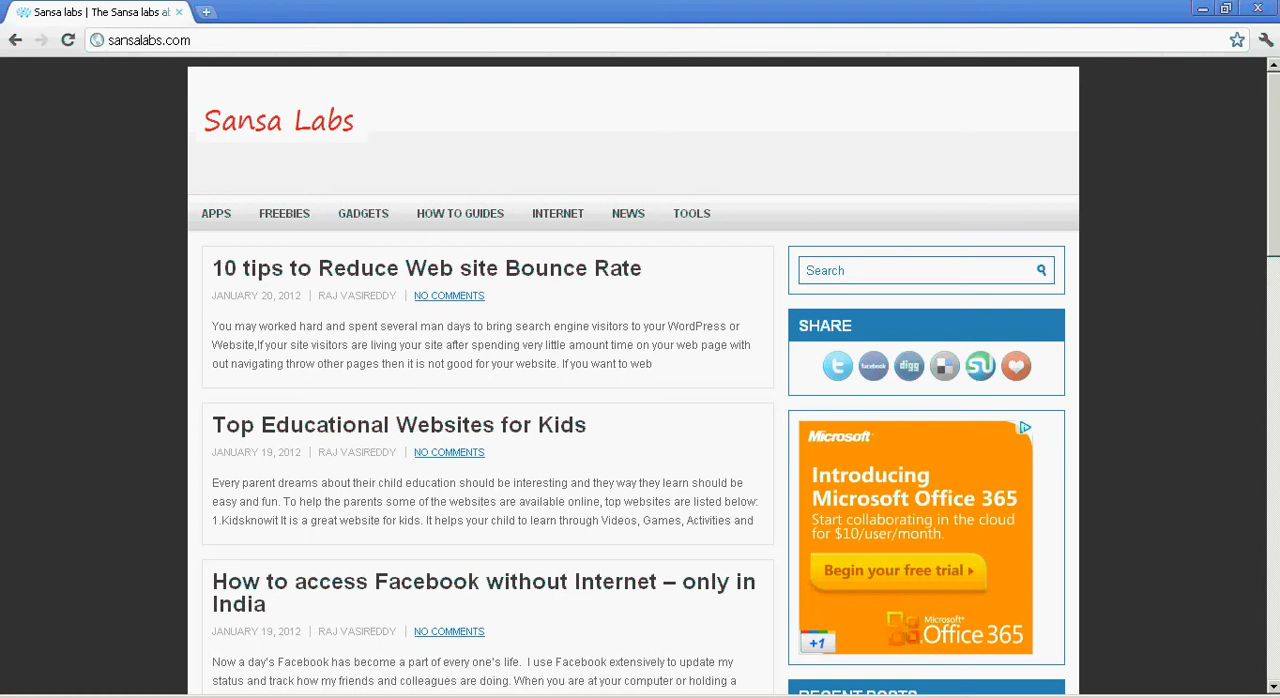 Sansa labs | The Sansa labs al
sansalabs.com
Sansa Labs
APPS FREEBIES GADGETS HOW TO GUIDES INTERNET NEWS TOOLS
10 tips to Reduce Web site Bounce Rate
JANUARY 20, 2012 | RAJ VASIREDDY | NO COMMENTS
You may worked hard and spent several man days to bring search engine visitors to your WordPress or
Website,If your site visitors are living your site after spending very little amount time on your web page with
out navigating throw other pages then it is not good for your website. If you want to web
Top Educational Websites for Kids
JANUARY 19, 2012 | RAJ VASIREDDY | NO COMMENTS
Every parent dreams about their child education should be interesting and they way they learn should be
easy and fun. To help the parents some of the websites are available online, top websites are listed below:
1.Kidsknowit It is a great website for kids. It helps your child to learn through Videos, Games, Activities and
How to access Facebook without Internet – only in
India
JANUARY 19, 2012 | RAJ VASIREDDY | NO COMMENTS
Now a day's Facebook has become a part of every one's life. I use Facebook extensively to update my
status and track how my friends and colleagues are doing. When you are at your computer or holding a
Search
SHARE
facebook
digg
Microsoft
Introducing
Microsoft Office 365
Start collaborating in the cloud
for $10/user/month.
Begin your free trial
Microsoft
Office 365
+1
RECENT POSTS